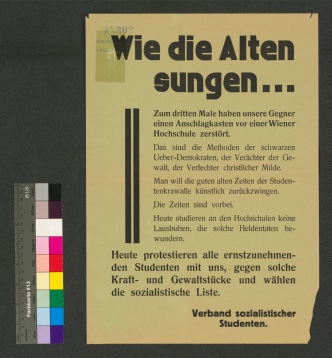 Wie die Alten
sungen...
Zum dritten Male haben unsere Gegner
einen Anschlagkasten vor einer Wiener
Hochschule zerstört.
Das sind die Methoden der schwarzen
Ueber-Demokraten, der Verächter der Ge-
walt, der Verfechter christlicher Milde.
Man will die guten alten Zeiten der Studen-
tenkrawalle künstlich zurückzwingen.
Die Zeiten sind vorbei.
Heute studieren an den Hochschulen keine
Lausbuben, die solche Heldentaten be-
wundern.
Heute protestieren alle ernstzunehmen-
den Studenten mit uns, gegen solche
Kraft- und Gewaltstücke und wählen
die sozialistische Liste.
Verband sozialistischer
Studenten.
Farbkarte #13